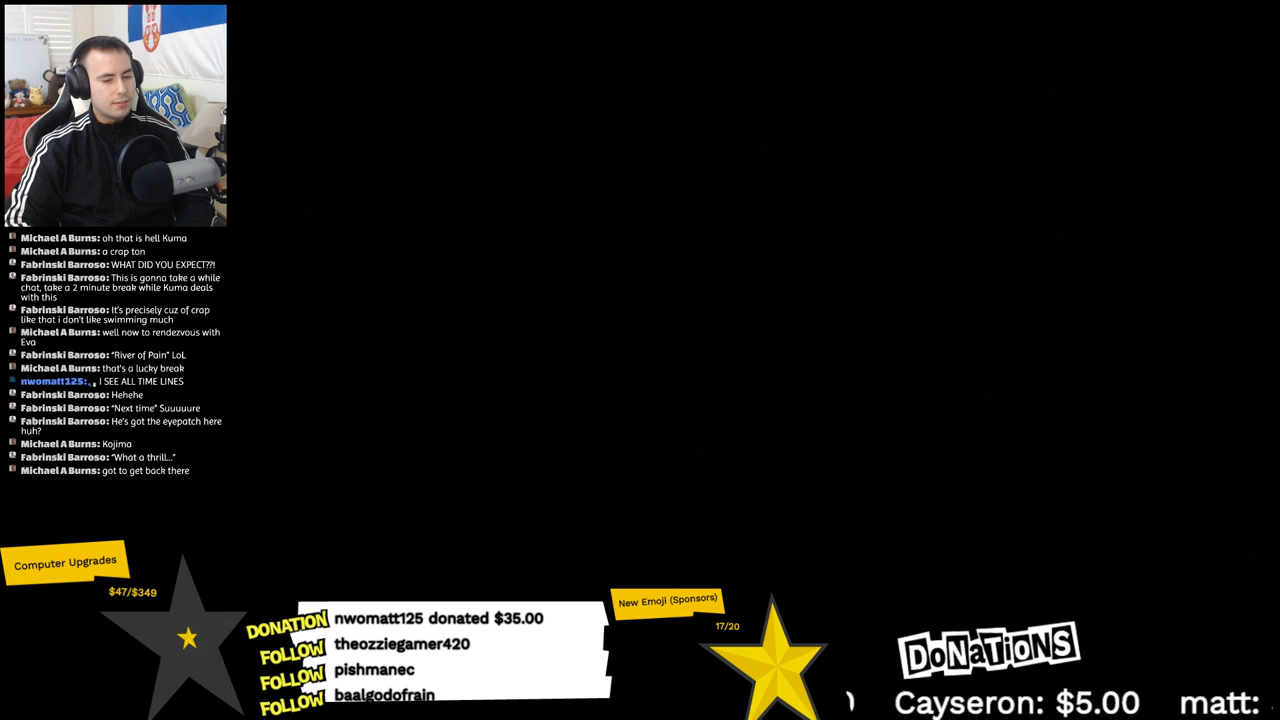 Michael A Burns: oh that is hell Kuma
Michael A Burns: a crap ton
Fabrinski Barroso: WHAT DID YOU EXPECT??!
Fabrinski Barroso: This is gonna take a while
chat, take a 2 minute break while Kuma deals
with this
Fabrinski Barroso: It's precisely cuz of crap
like that i don't like swimming much
Michael A Burns: well now to rendezvous with
Eva
Fabrinski Barroso: "River of Pain" LoL
Michael A Burns: that's a lucky break
nwomatt125: I SEE ALL TIME LINES
Fabrinski Barroso: Hehehe
Fabrinski Barroso: "Next time" Suuuure
Fabrinski Barroso: He's got the eyepatch here
huh?
Michael A Burns: Kojima
Fabrinski Barroso: "What a thrill..."
Michael A Burns: got to get back there
Computer Upgrades
$47/$349
DONATION nwomatt125 donated $35.00
FOLLOW theozziegamer420
FOLLOW pishmanec
FOLLOW baalgodofrain
New Emoji (Sponsors)
17/20
DONATIONS
) Cayseron: $5.00 matt: